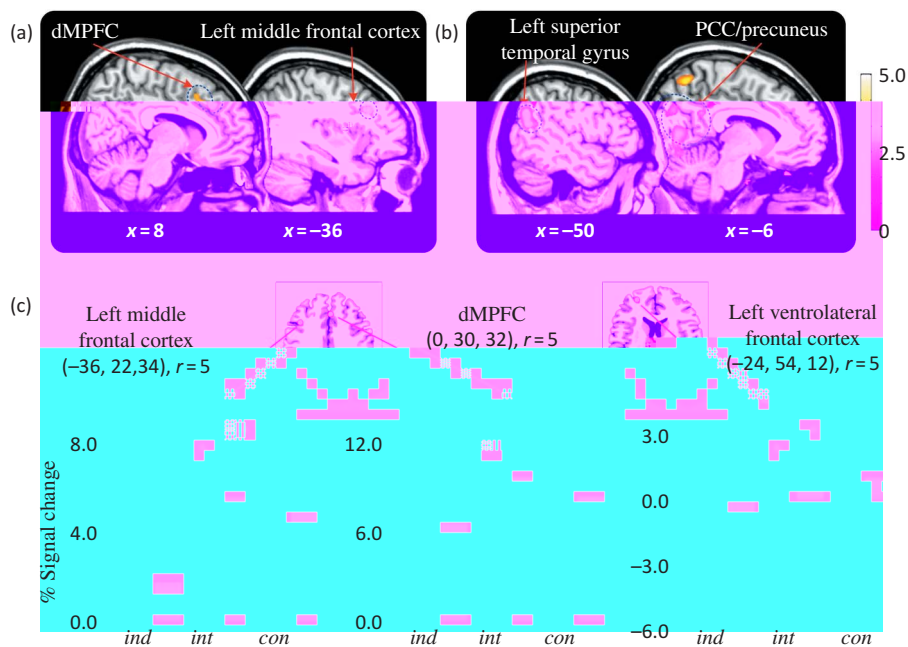 (a)
dMPFC
Left middle frontal cortex
(b)
Left superior
temporal gyrus
PCC/precuneus
5.0
2.5
0
x = 8
x = −36
x = −50
x = −6
(c)
Left middle
frontal cortex
(−36, 22,34), r = 5
dMPFC
(0, 30, 32), r = 5
Left ventrolateral
frontal cortex
(−24, 54, 12), r = 5
% Signal change
8.0
4.0
0.0
12.0
6.0
0.0
3.0
0.0
−3.0
−6.0
ind int con
ind int con
ind int con